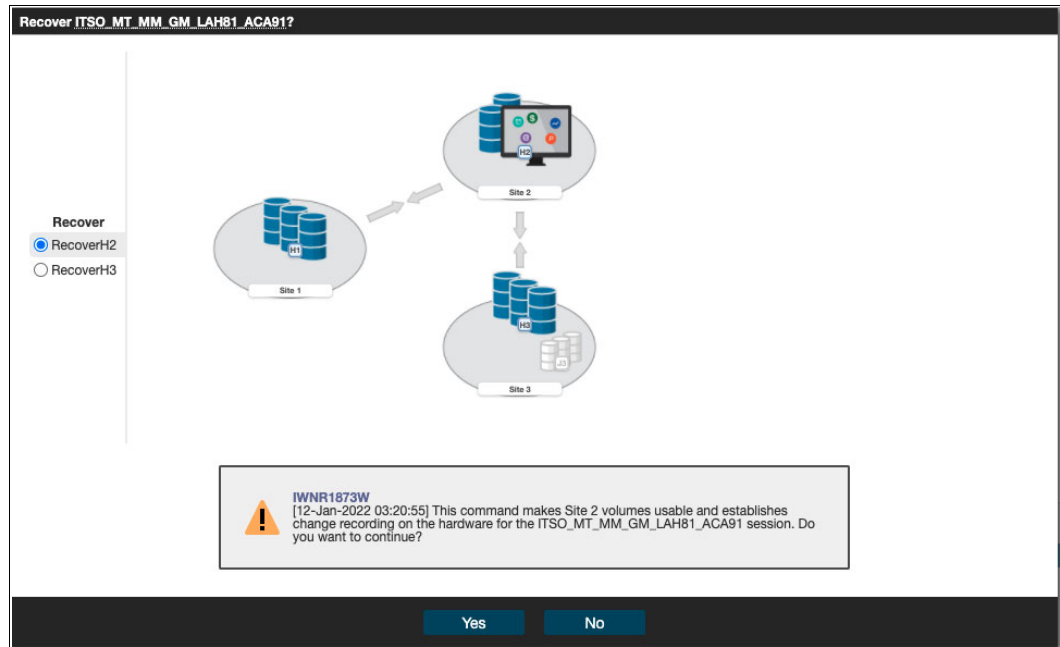 Recover ITSO_MT_MM_GM_LAH81_ACA91?
Recover
RecoverH2
RecoverH3
H2
Site 2
H1
Site 1
H3
J3
Site 3
IWNR1873W
[12-Jan-2022 03:20:55] This command makes Site 2 volumes usable and establishes
change recording on the hardware for the ITSO_MT_MM_GM_LAH81_ACA91 session. Do
you want to continue?
Yes
No